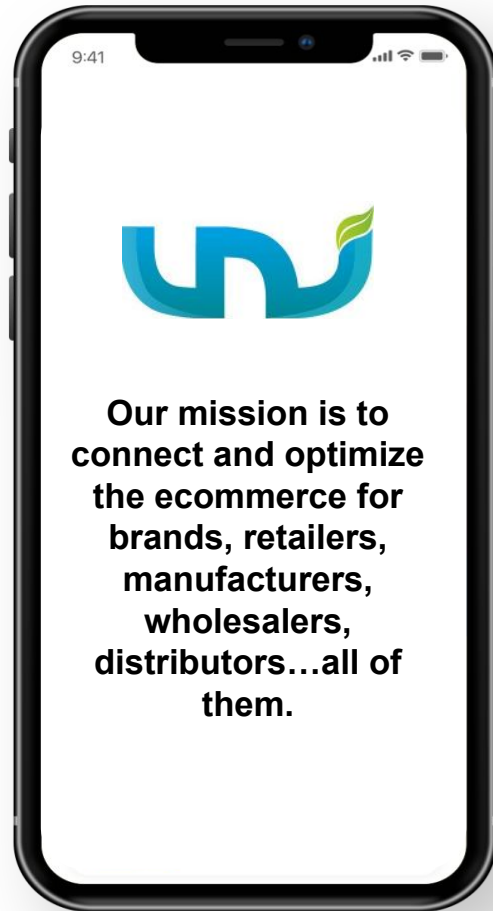 9:41
Our mission is to
connect and optimize
the ecommerce for
brands, retailers,
manufacturers,
wholesalers,
distributors…all of
them.